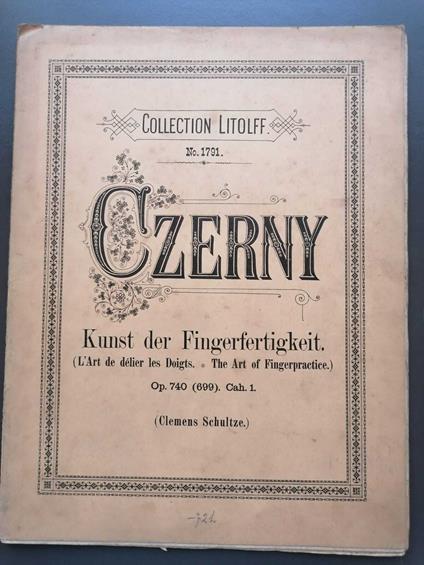 COLLECTION LITOLFF.
No. 1791.
CZERNY
Kunst der Fingerfertigkeit.
(L'Art de délier les Doigts. The Art of Fingerpractice.)
Op. 740 (699). Cah. 1.
(Clemens Schultze.)